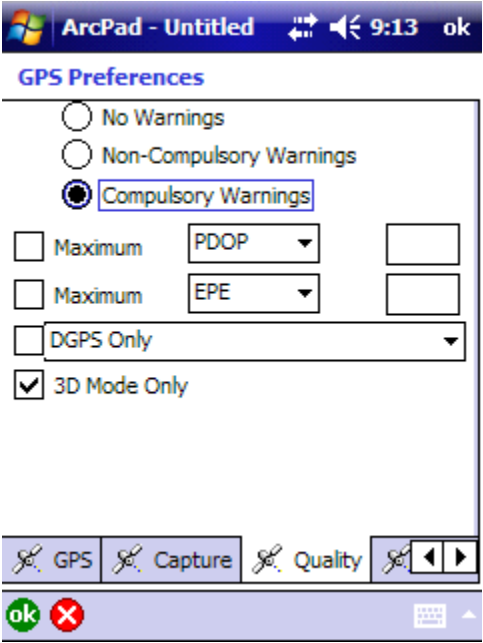 ArcPad - Untitled 9:13 ok
GPS Preferences
No Warnings
Non-Compulsory Warnings
Compulsory Warnings
Maximum PDOP
Maximum EPE
DGPS Only
3D Mode Only
GPS Capture Quality
ok